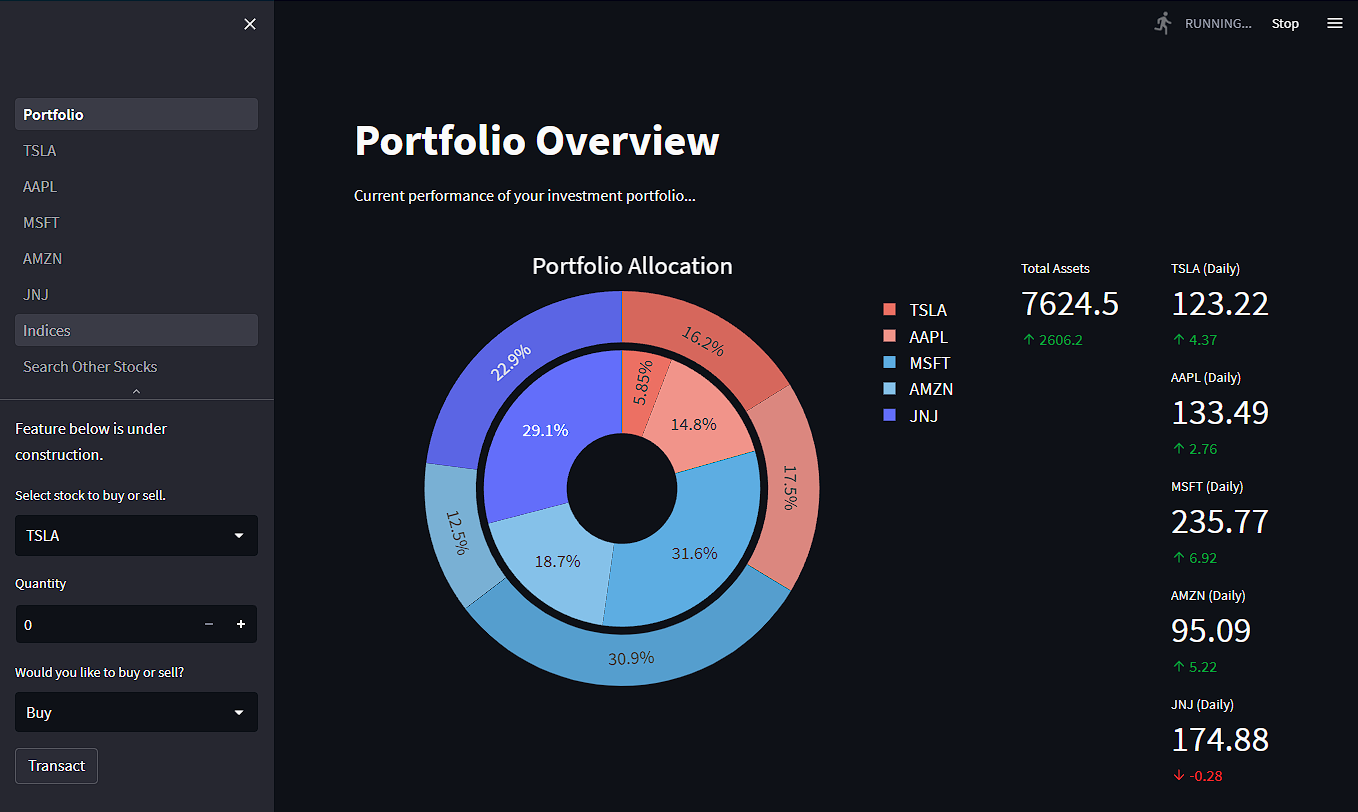 RUNNING...
Stop
Portfolio
TSLA
AAPL
MSFT
AMZN
JNJ
Indices
Search Other Stocks
Feature below is under
construction.
Select stock to buy or sell.
TSLA
Quantity
0
Would you like to buy or sell?
Buy
Transact
Portfolio Overview
Current performance of your investment portfolio...
Portfolio Allocation
16.2%
17.5%
30.9%
12.5%
22.9%
5.85%
14.8%
31.6%
18.7%
29.1%
TSLA
AAPL
MSFT
AMZN
JNJ
Total Assets
7624.5
2606.2
TSLA (Daily)
123.22
4.37
AAPL (Daily)
133.49
2.76
MSFT (Daily)
235.77
6.92
AMZN (Daily)
95.09
5.22
JNJ (Daily)
174.88
-0.28